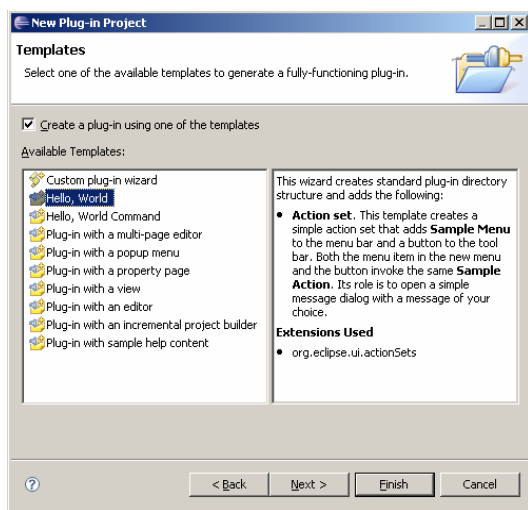 New Plug-in Project
Templates
Select one of the available templates to generate a fully-functioning plug-in.
Create a plug-in using one of the templates
Available Templates:
Custom plug-in wizard
Hello, World
Hello, World Command
Plug-in with a multi-page editor
Plug-in with a popup menu
Plug-in with a property page
Plug-in with a view
Plug-in with an editor
Plug-in with an incremental project builder
Plug-in with sample help content
This wizard creates standard plug-in directory
structure and adds the following:
• Action set. This template creates a
simple action set that adds Sample Menu
to the menu bar and a button to the tool
bar. Both the menu item in the new menu
and the button invoke the same Sample
Action. Its role is to open a simple
message dialog with a message of your
choice.
Extensions Used
• org.eclipse.ui.actionSets
?
< Back
Next >
Finish
Cancel